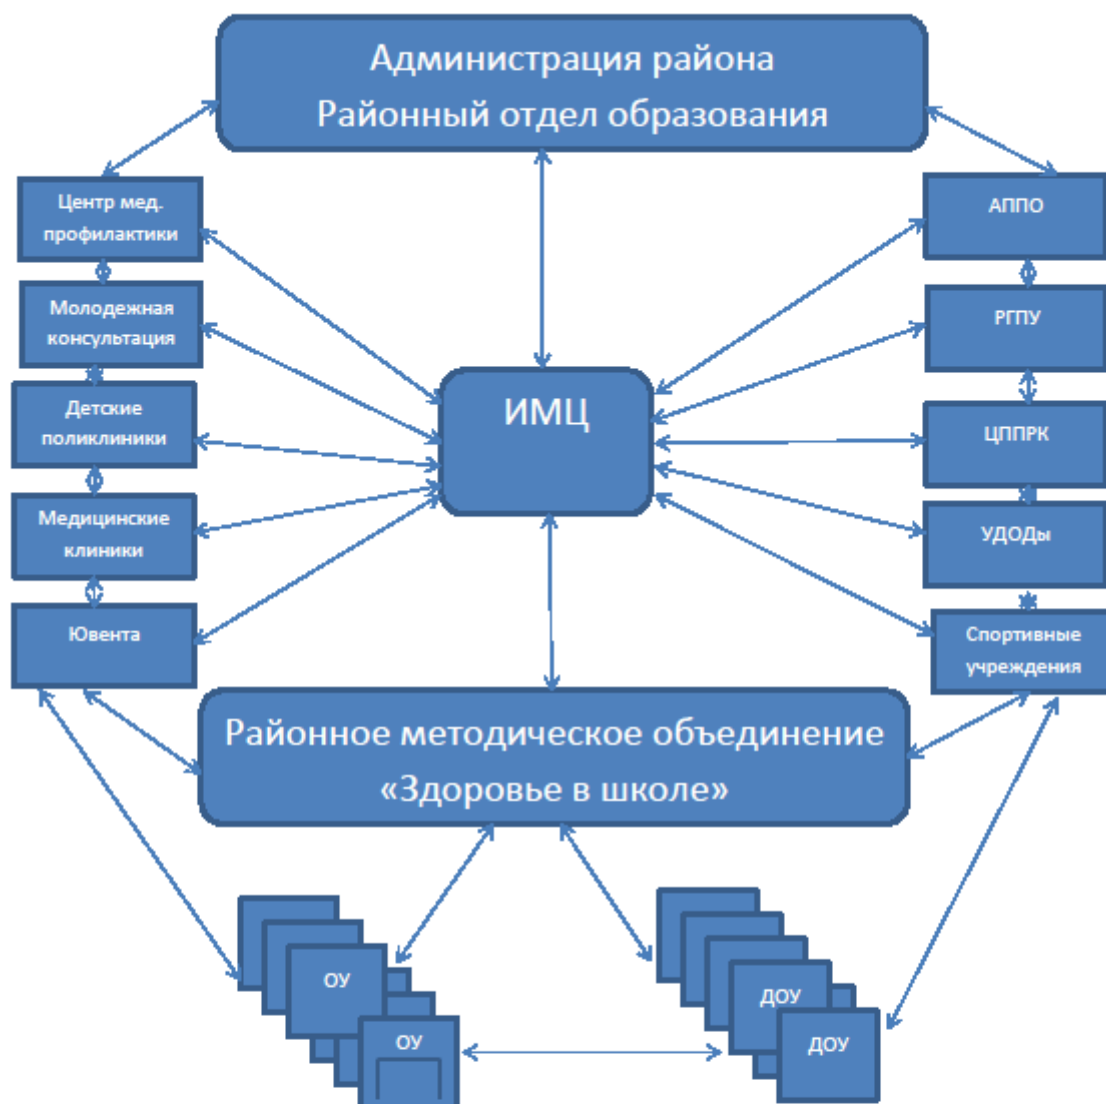 Администрация района
Районный отдел образования
Центр мед.
профилактики
Молодежная
консультация
Детские
поликлиники
Медицинские
клиники
Ювента
ИМЦ
АППО
РГПУ
ЦППРК
УДОДы
Спортивные
учреждения
Районное методическое объединение
«Здоровье в школе»
ОУ
ОУ
ДОУ
ДОУ